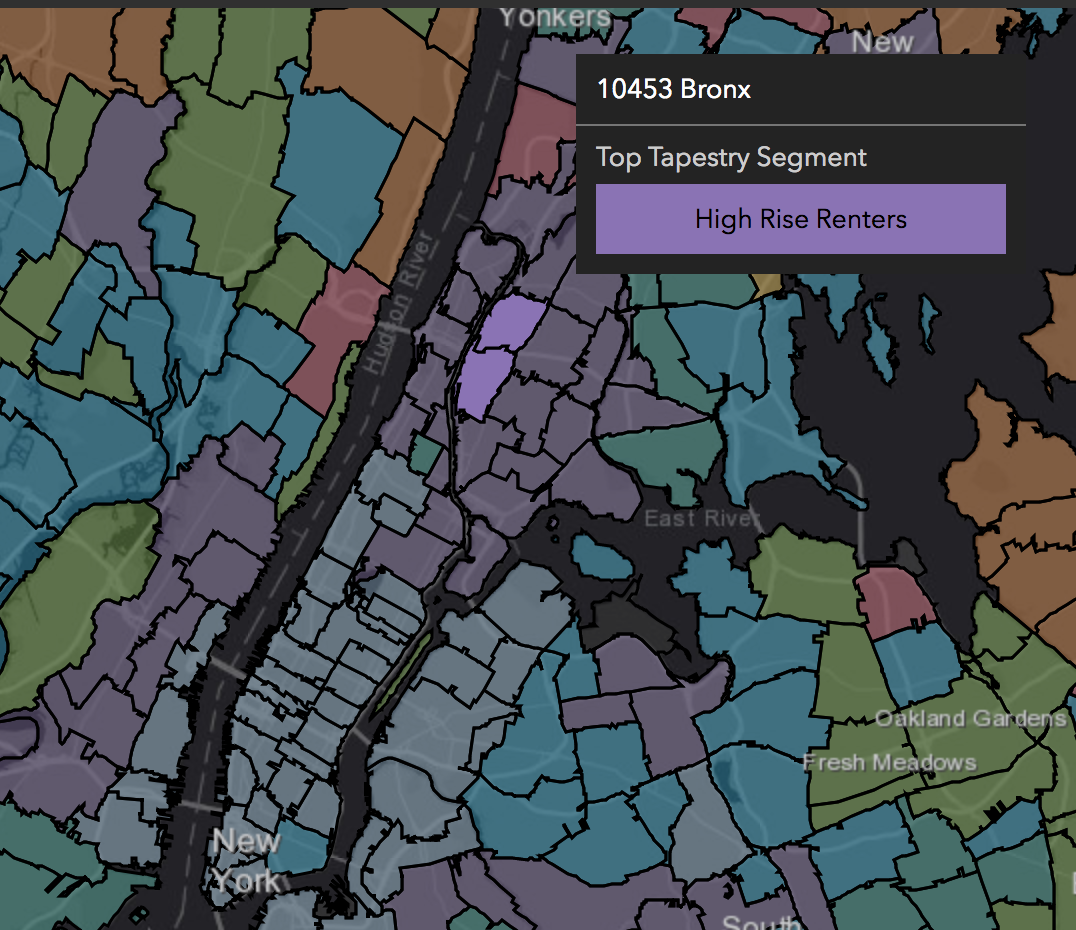 Yonkers
New
10453 Bronx
Top Tapestry Segment
High Rise Renters
Hudson River
East River
Oakland Gardens
Fresh Meadows
New
York
South